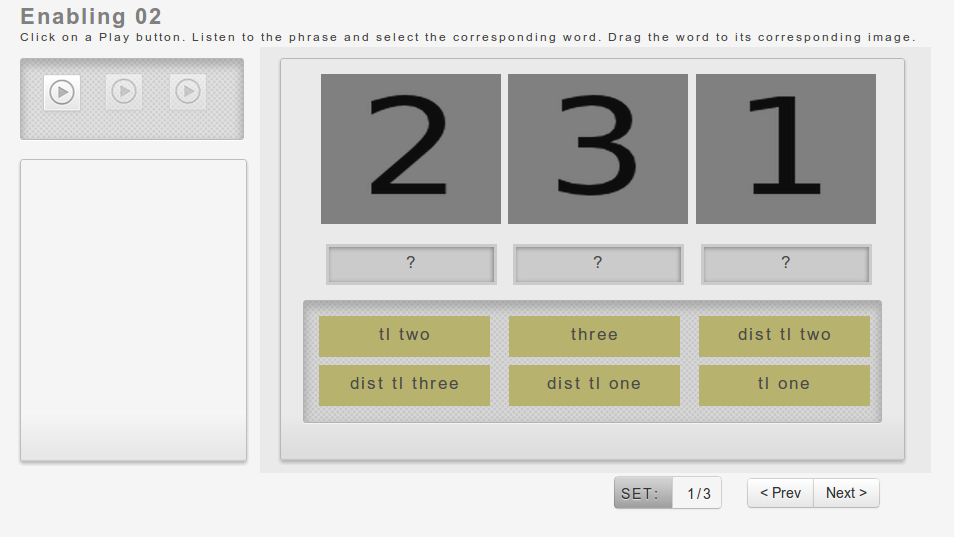 Enabling 02
Click on a Play button. Listen to the phrase and select the corresponding word. Drag the word to its corresponding image.
2 3 1
? ? ?
tl two three dist tl two
dist tl three dist tl one tl one
SET: 1/3 < Prev Next >